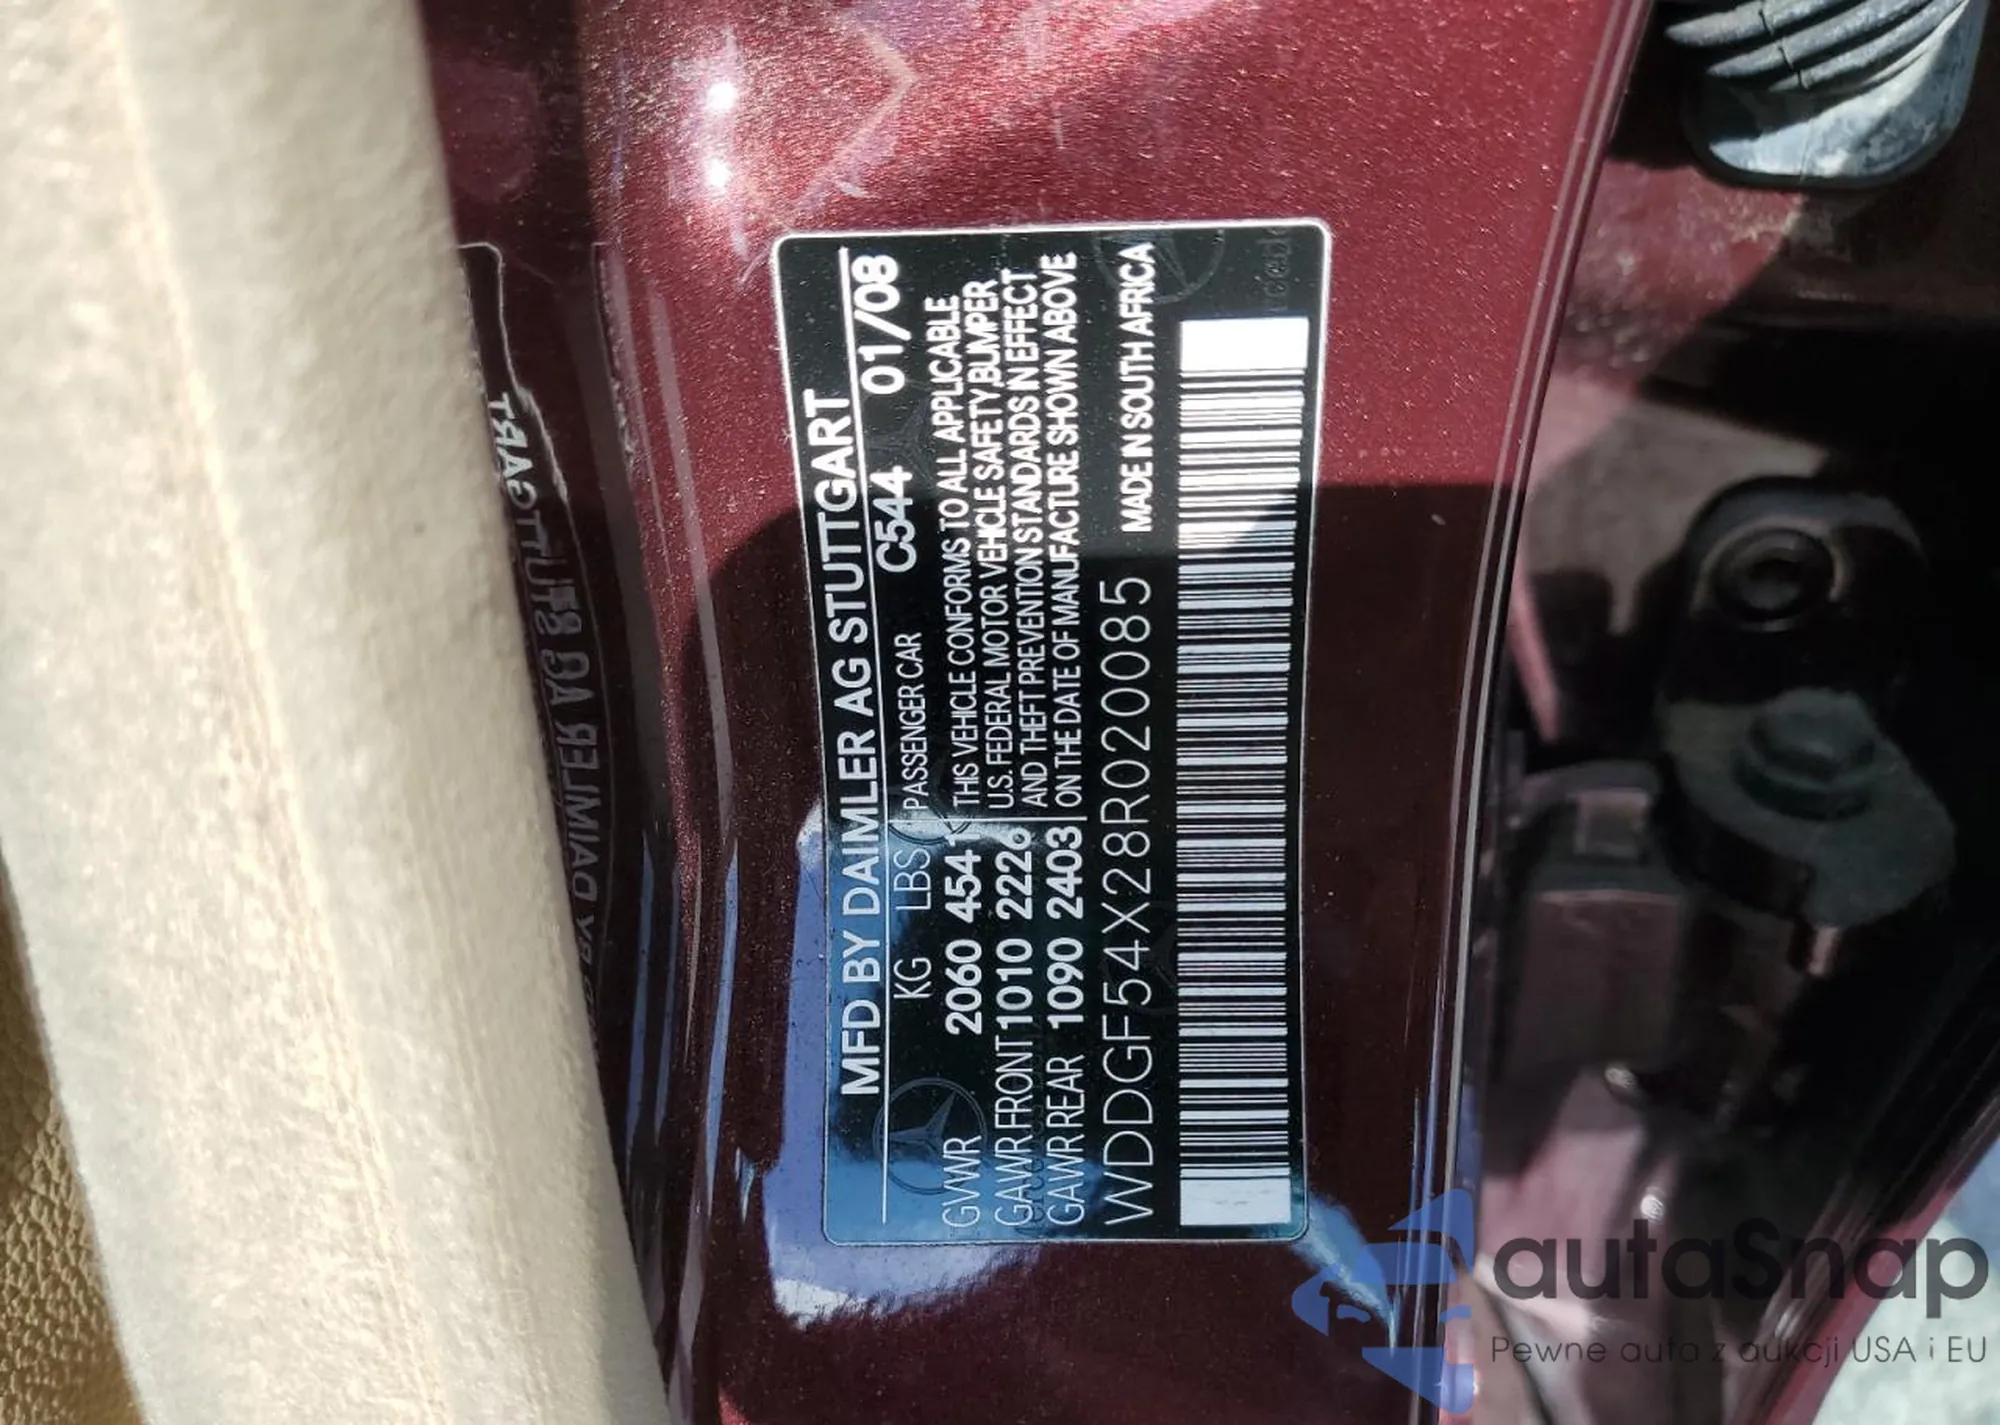 MFD BY DAIMLER AG STUTTGART
KG LBS C544 01/08
PASSENGER CAR
GVWR 2060 4541 THIS VEHICLE CONFORMS TO ALL APPLICABLE
GAWR FRONT 1010 2226 U.S. FEDERAL MOTOR VEHICLE SAFETY,BUMPER
AND THEFT PREVENTION STANDARDS IN EFFECT
GAWR REAR 1090 2403 ON THE DATE OF MANUFACTURE SHOWN ABOVE
WDDGF54X28R020085 MADE IN SOUTH AFRICA
autaSnap
Pewne auta z aukcji USA i EU